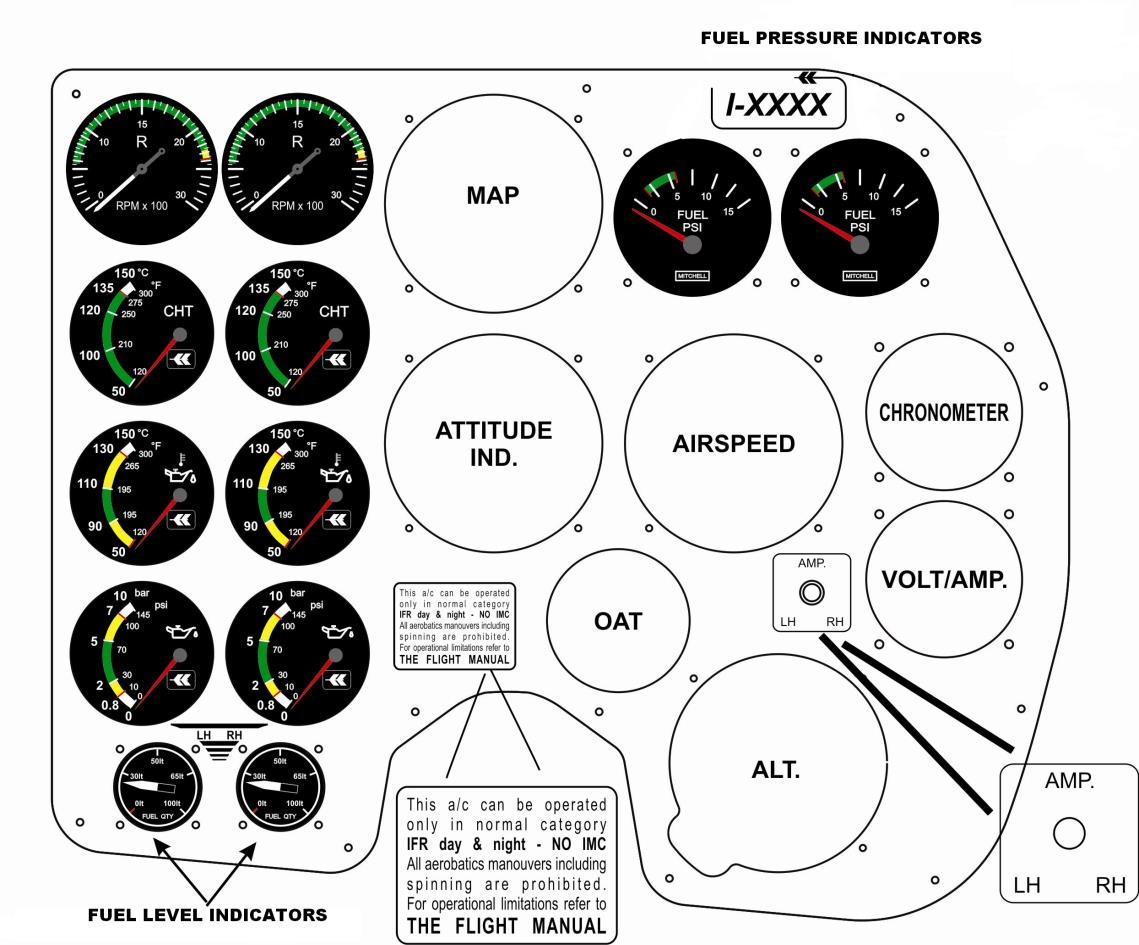 FUEL PRESSURE INDICATORS
I-XXXX
0 10 15 20 30
R
RPM x 100
0 10 15 20 30
R
RPM x 100
MAP
0 5 10 15
FUEL
PSI
MITCHELL
0 5 10 15
FUEL
PSI
MITCHELL
150 °C
135 300 °F
275
120 250
CHT
100 210
120
50
150 °C
135 300 °F
275
120 250
CHT
100 210
120
50
ATTITUDE
IND.
AIRSPEED
CHRONOMETER
150 °C
130 300 °F
265
110 195
90
120
50
150 °C
130 300 °F
265
110 195
90
120
50
VOLT/AMP.
AMP.
LH RH
OAT
10 bar psi
7 145
100
5 70
30
2 10
0.8 0
0
10 bar psi
7 145
100
5 70
30
2 10
0.8 0
0
This a/c can be operated
only in normal category
IFR day & night - NO IMC
All aerobatics manouvers including
spinning are prohibited.
For operational limitations refer to
THE FLIGHT MANUAL
LH RH
50lt
30lt 65lt
0lt 100lt
FUEL QTY
50lt
30lt 65lt
0lt 100lt
FUEL QTY
ALT.
AMP.
LH RH
This a/c can be operated
only in normal category
IFR day & night - NO IMC
All aerobatics manouvers including
spinning are prohibited.
For operational limitations refer to
THE FLIGHT MANUAL
FUEL LEVEL INDICATORS